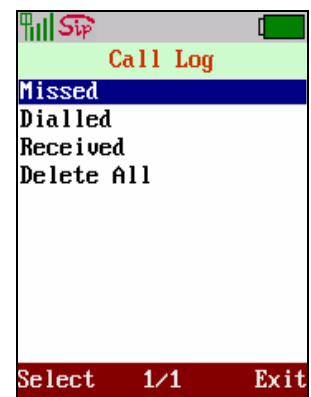 Sip
Call Log
Missed
Dialled
Received
Delete All
Select 1/1 Exit